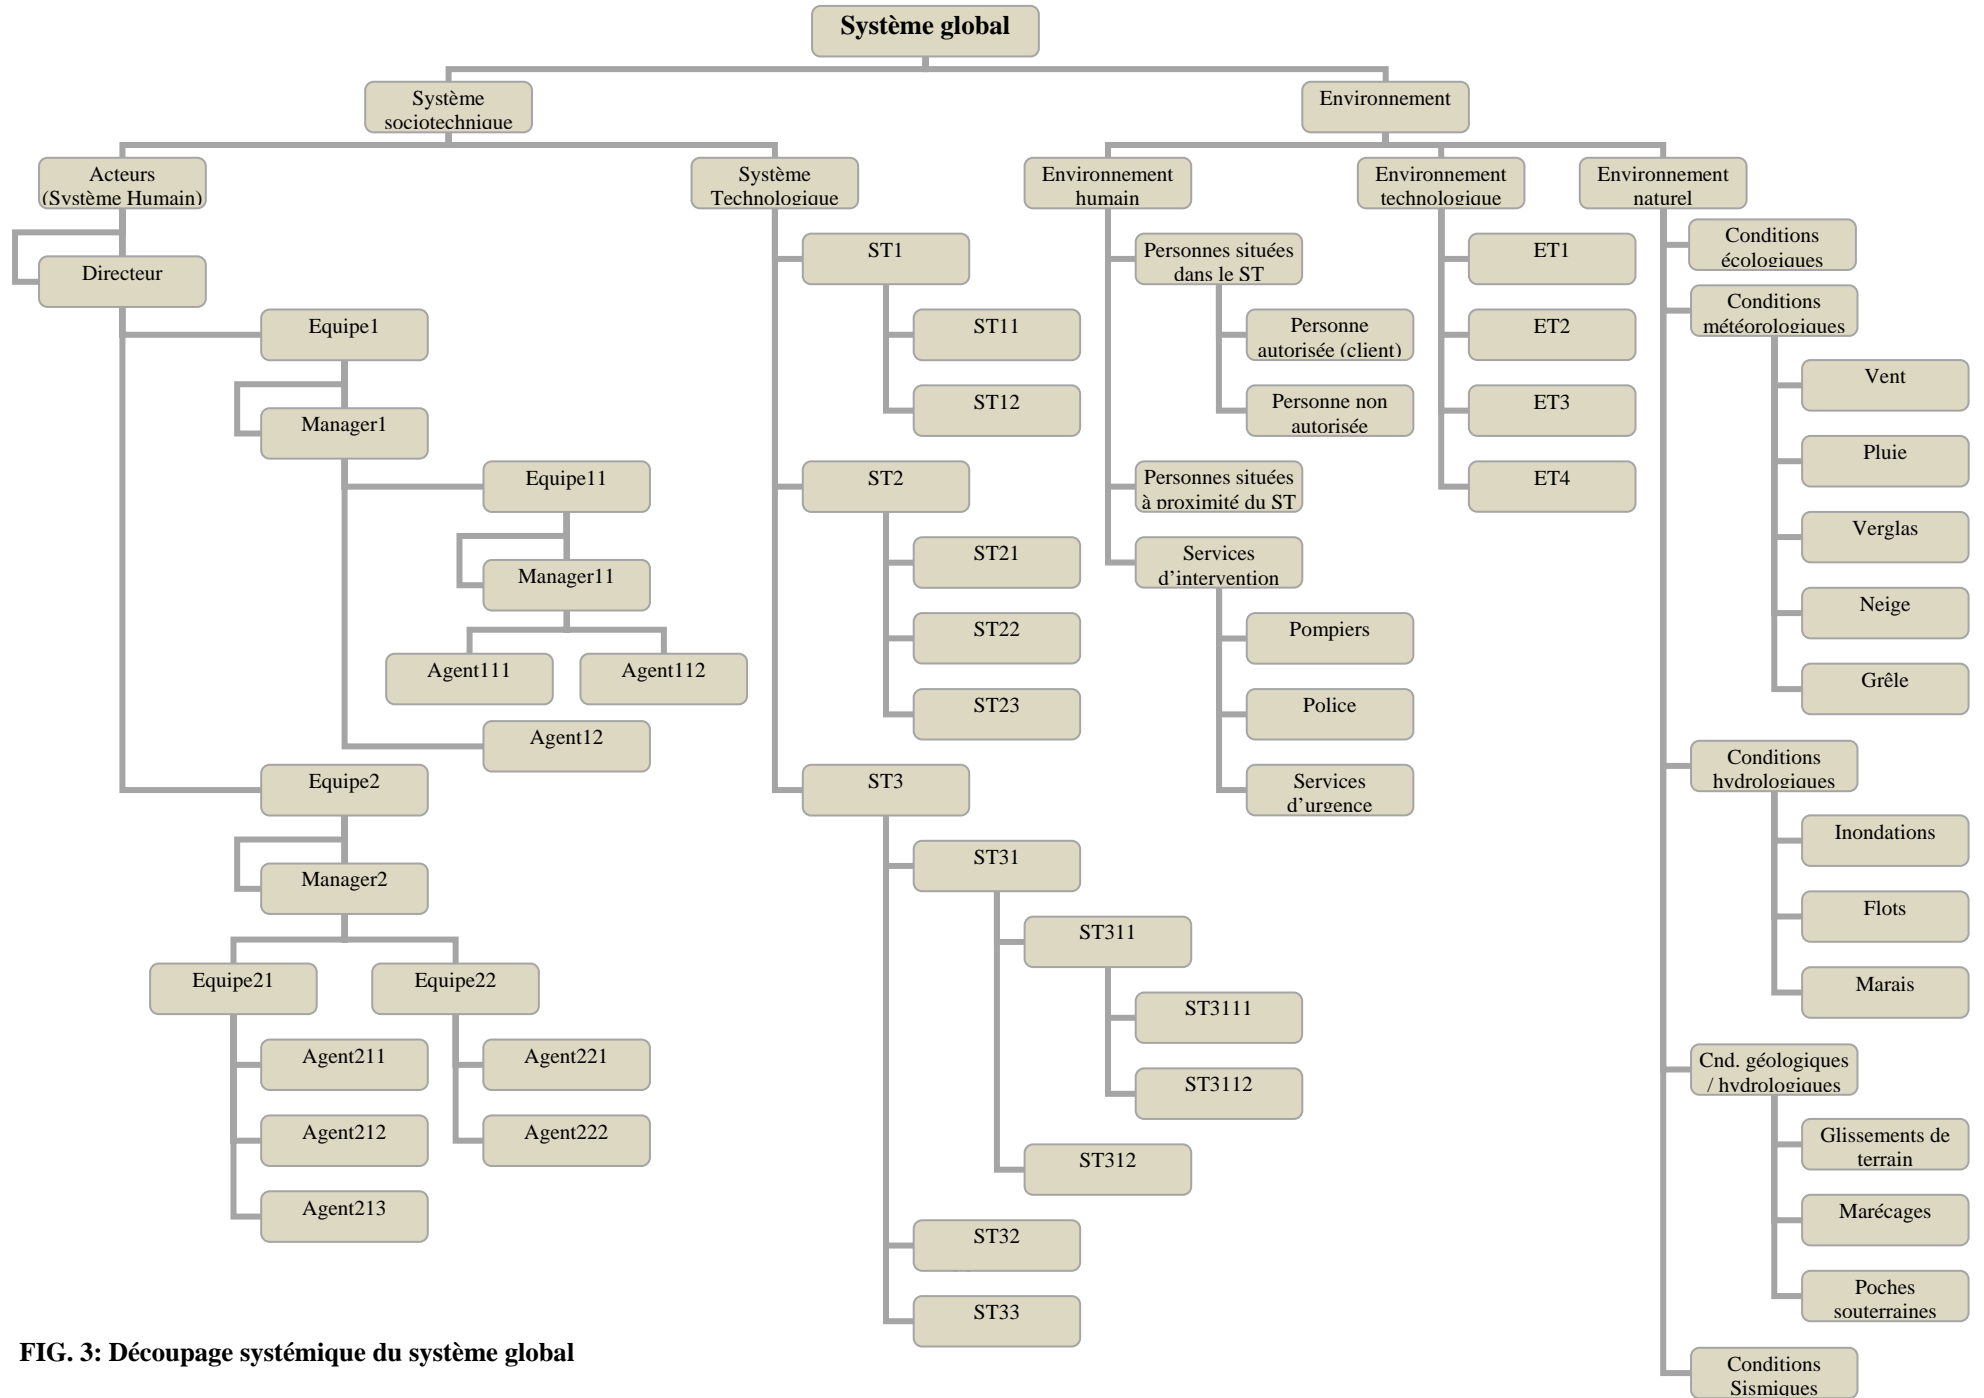 Système global
Système
sociotechnique
Environnement
Acteurs
(Système Humain)
Système
Technologique
Environnement
humain
Environnement
technologique
Environnement
naturel
Directeur
Equipe1
Manager1
Equipe11
Manager11
Agent111
Agent112
Agent12
Equipe2
Manager2
Equipe21
Equipe22
Agent211
Agent212
Agent213
Agent221
Agent222
ST1
ST11
ST12
ST2
ST21
ST22
ST23
ST3
ST31
ST311
ST3111
ST3112
ST312
ST32
ST33
Personnes situées
dans le ST
Personne
autorisée (client)
Personne non
autorisée
Personnes situées
à proximité du ST
Services
d’intervention
Pompiers
Police
Services
d’urgence
ET1
ET2
ET3
ET4
Conditions
écologiques
Conditions
météorologiques
Vent
Pluie
Verglas
Neige
Grêle
Conditions
hydrologiques
Inondations
Flots
Marais
Cnd. géologiques
/ hydrologiques
Glissements de
terrain
Marécages
Poches
souterraines
Conditions
Sismiques
FIG. 3: Découpage systémique du système global